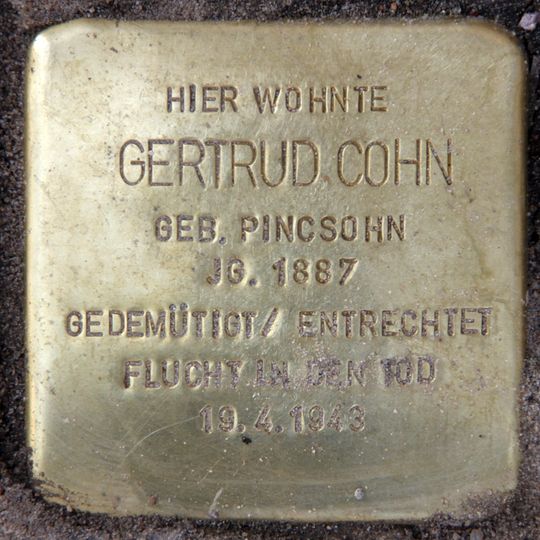 HIER WOHNTE
GERTRUD COHN
GEB. PINCSOHN
JG. 1887
GEDEMÜTIGT/ ENTRECHTET
FLUCHT IN DEN TOD
19.4.1943